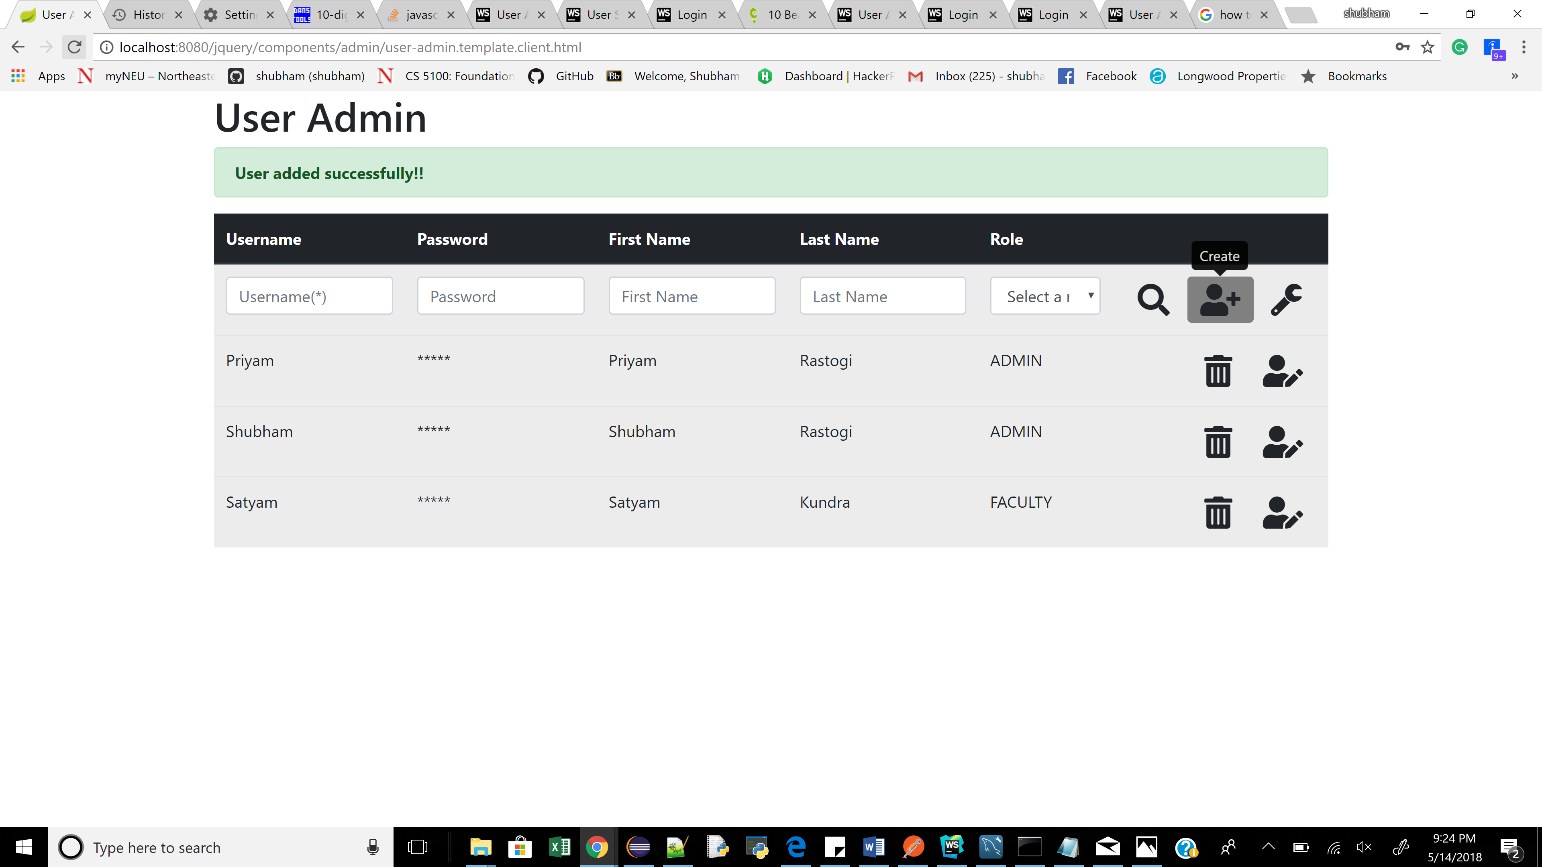 User A
Histor
Settin
10-dig
javasc
User A
User S
Login
10 Be
User A
Login
Login
User A
how t
shubham
localhost:8080/jquery/components/admin/user-admin.template.client.html
Apps
myNEU – Northeaste
shubham (shubham)
CS 5100: Foundation
GitHub
Welcome, Shubham
Dashboard | HackerR
Inbox (225) - shubha
Facebook
Longwood Propertie
Bookmarks
User Admin
User added successfully!!
Username Password First Name Last Name Role
Create
Username(*) Password First Name Last Name Select a r
Priyam ***** Priyam Rastogi ADMIN
Shubham ***** Shubham Rastogi ADMIN
Satyam ***** Satyam Kundra FACULTY
Type here to search
9:24 PM
5/14/2018
2